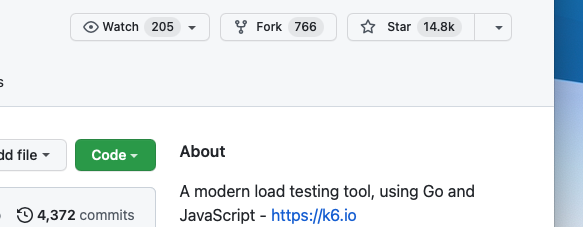 Watch 205 Fork 766 Star 14.8k
s
dd file Code About
A modern load testing tool, using Go and
JavaScript - https://k6.io
4,372 commits